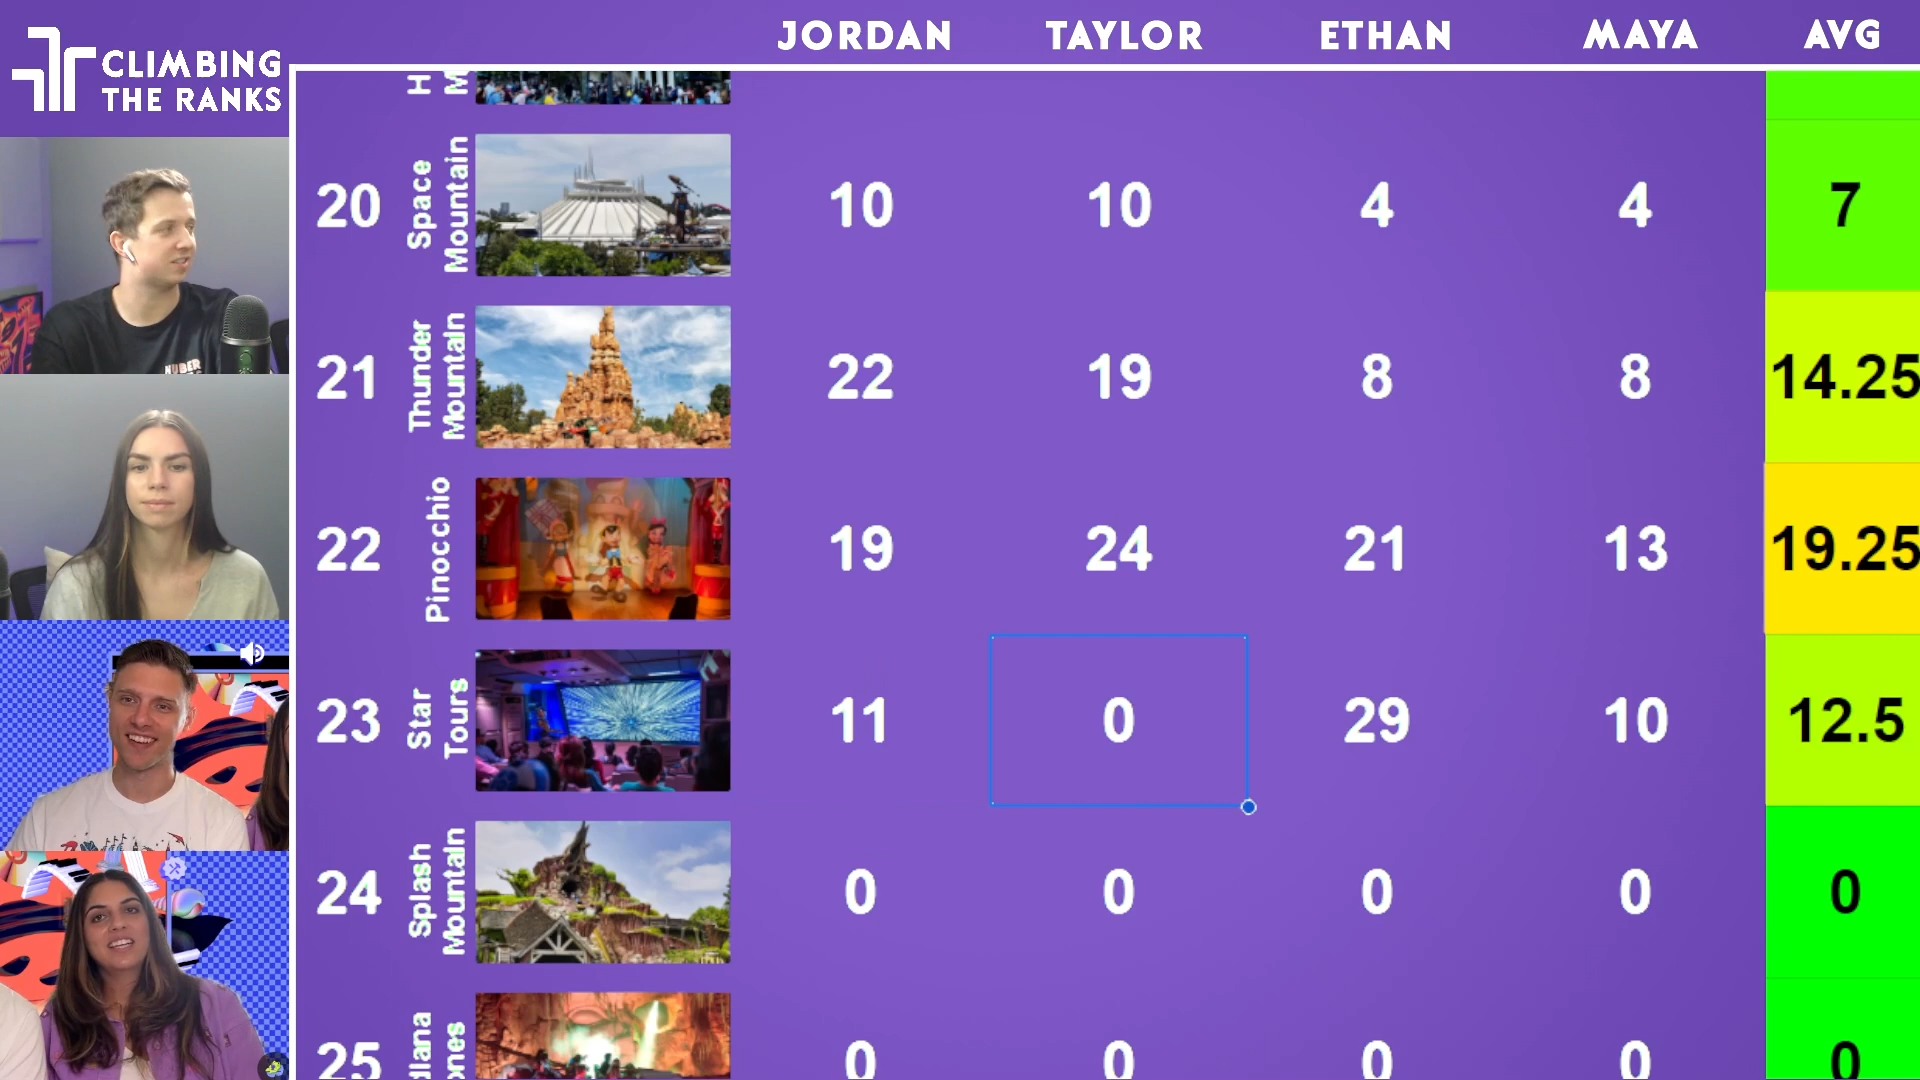 JORDAN TAYLOR ETHAN MAYA AVG
CLIMBING
THE RANKS
H
M
20 Space
Mountain 10 10 4 4 7
21 Thunder
Mountain 22 19 8 8 14.25
22 Pinocchio 19 24 21 13 19.25
23 Star
Tours 11 0 29 10 12.5
24 Splash
Mountain 0 0 0 0 0
25 diana
ones 0 0 0 0 0